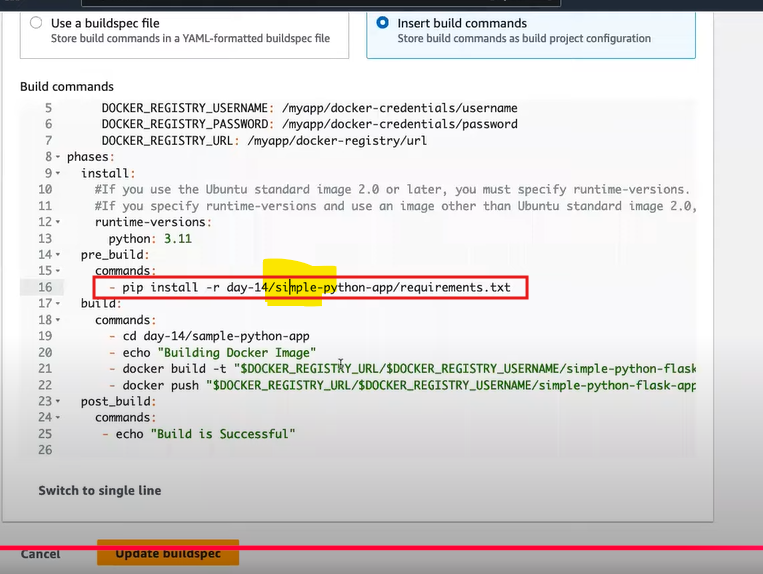 Use a buildspec file
Store build commands in a YAML-formatted buildspec file
Insert build commands
Store build commands as build project configuration
Build commands
5 DOCKER_REGISTRY_USERNAME: /myapp/docker-credentials/username
6 DOCKER_REGISTRY_PASSWORD: /myapp/docker-credentials/password
7 DOCKER_REGISTRY_URL: /myapp/docker-registry/url
8 phases:
9 install:
10 #If you use the Ubuntu standard image 2.0 or later, you must specify runtime-versions.
11 #If you specify runtime-versions and use an image other than Ubuntu standard image 2.0,
12 runtime-versions:
13 python: 3.11
14 pre_build:
15 commands:
16 - pip install -r day-14/simple-python-app/requirements.txt
17 build:
18 commands:
19 - cd day-14/sample-python-app
20 - echo "Building Docker Image"
21 - docker build -t "$DOCKER_REGISTRY_URL/$DOCKER_REGISTRY_USERNAME/simple-python-flask
22 - docker push "$DOCKER_REGISTRY_URL/$DOCKER_REGISTRY_USERNAME/simple-python-flask-app
23 post_build:
24 commands:
25 - echo "Build is Successful"
26
Switch to single line
Cancel
Update buildspec